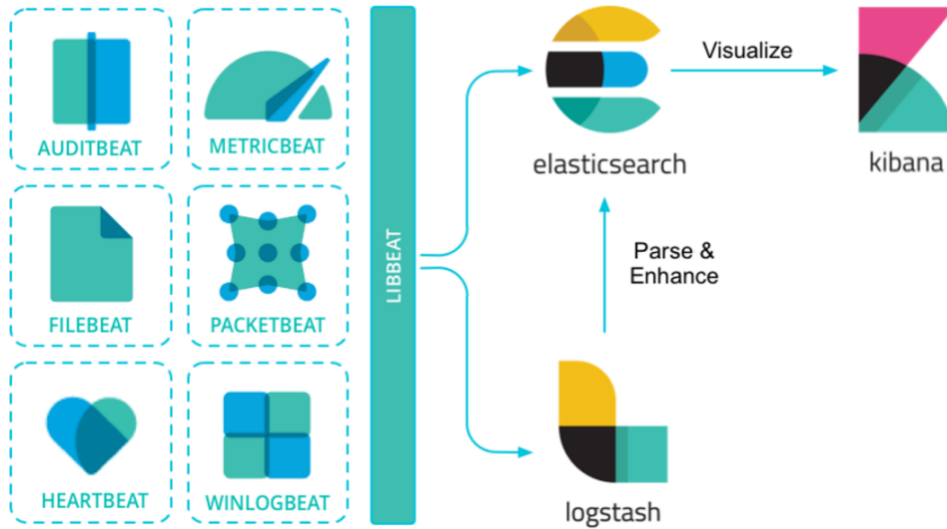 AUDITBEAT
METRICBEAT
FILEBEAT
PACKETBEAT
HEARTBEAT
WINLOGBEAT
LIBBEAT
elasticsearch
Visualize
kibana
Parse &
Enhance
logstash